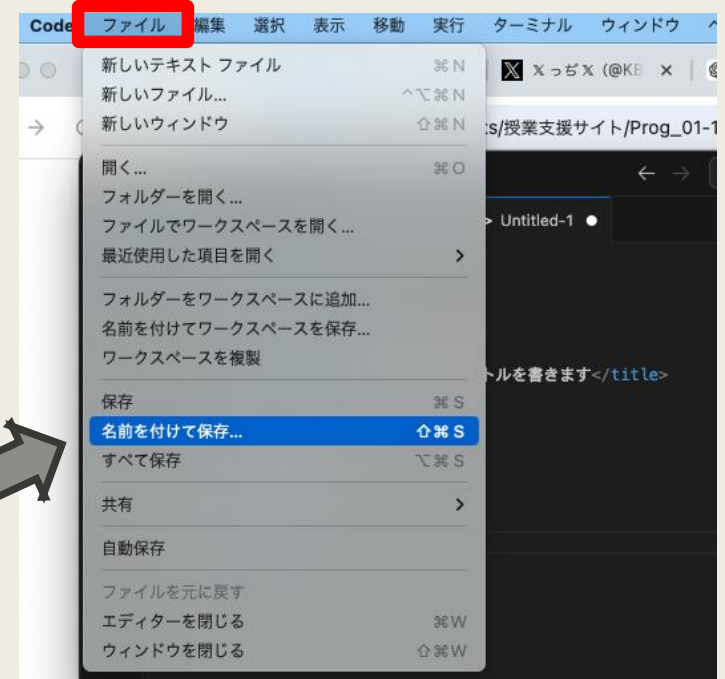 Code ファイル 編集 選択 表示 移動 実行 ターミナル ウィンドウ
新しいテキスト ファイル ⌘ N
X っぢX (@KB ×
新しいファイル... ^⌥⌘ N
新しいウィンドウ ⇧⌘ N
s/授業支援サイト/Prog_01-1
開く... ⌘ O
フォルダーを開く...
ファイルでワークスペースを開く...
> Untitled-1 ●
最近使用した項目を開く >
フォルダーをワークスペースに追加...
名前を付けてワークスペースを保存...
ワークスペースを複製
トルを書きます</title>
保存 ⌘ S
名前を付けて保存... ⇧⌘ S
すべて保存 ⌥⌘ S
共有 >
自動保存
ファイルを元に戻す
エディターを閉じる ⌘W
ウィンドウを閉じる ⇧⌘W